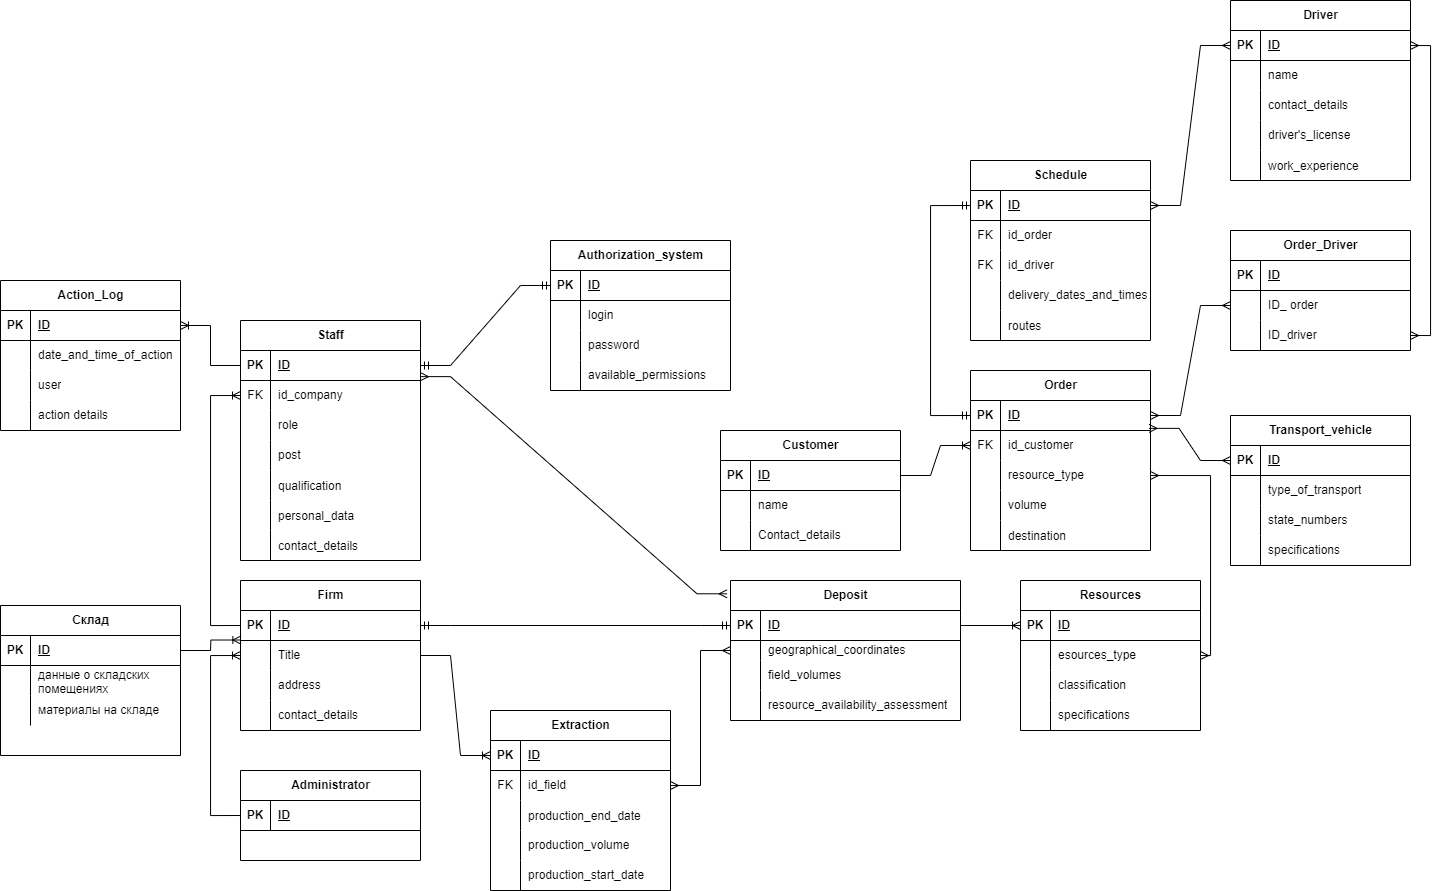 Driver
PK ID
name
contact_details
driver's_license
work_experience
Schedule
PK ID
FK id_order
FK id_driver
delivery_dates_and_times
routes
Order_Driver
PK ID
ID_ order
ID_driver
Authorization_system
PK ID
login
password
available_permissions
Action_Log
PK ID
date_and_time_of_action
user
action details
Staff
PK ID
FK id_company
role
post
qualification
personal_data
contact_details
Order
PK ID
FK id_customer
resource_type
volume
destination
Customer
PK ID
name
Contact_details
Transport_vehicle
PK ID
type_of_transport
state_numbers
specifications
Firm
PK ID
Title
address
contact_details
Склад
PK ID
данные о складских
помещениях
материалы на складе
Deposit
PK ID
geographical_coordinates
field_volumes
resource_availability_assessment
Resources
PK ID
esources_type
classification
specifications
Extraction
PK ID
FK id_field
production_end_date
production_volume
production_start_date
Administrator
PK ID